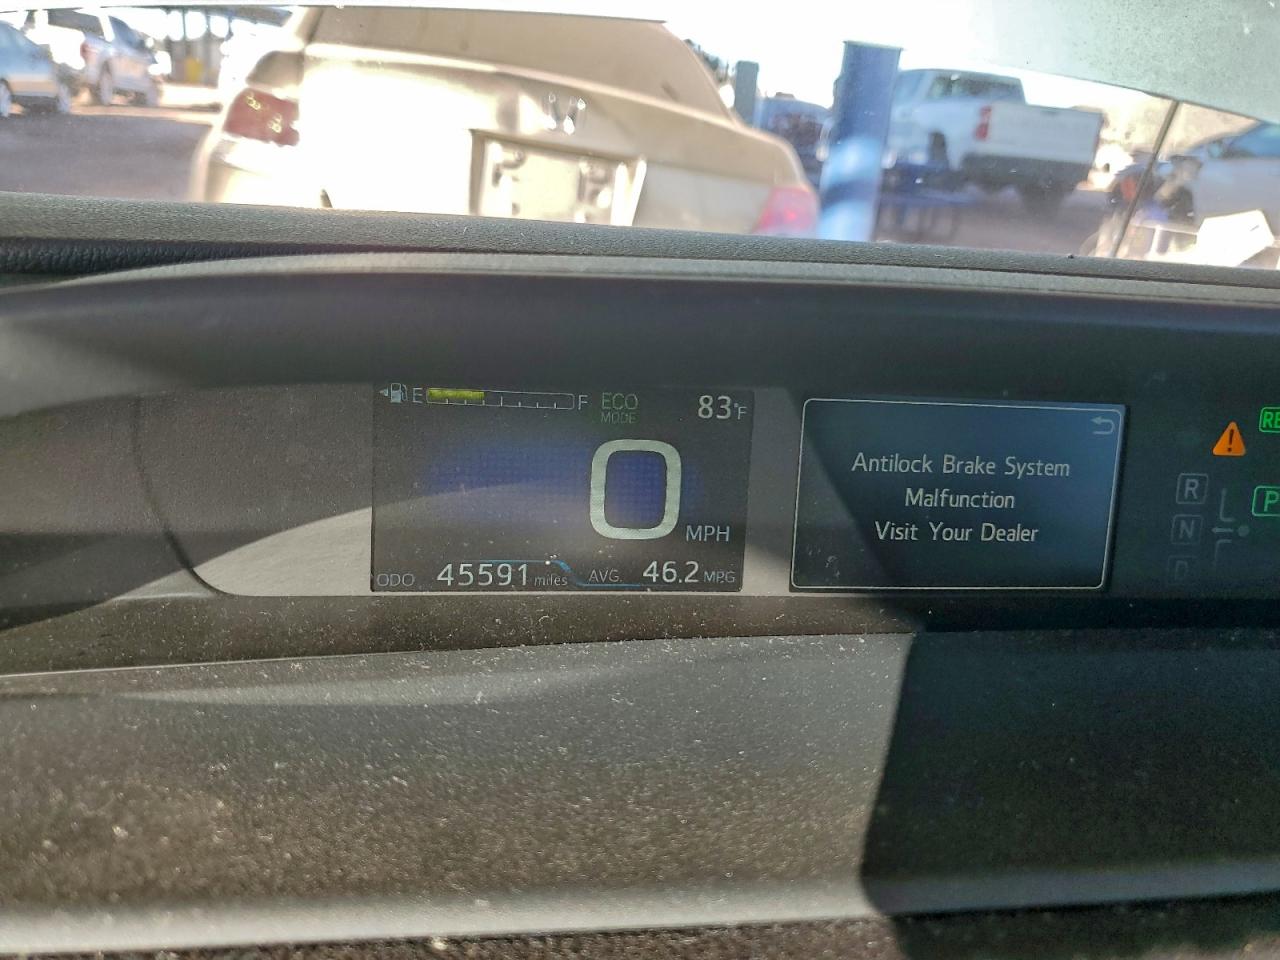 E F ECO 83°F
MODE
0 MPH
ODO 45591 miles AVG. 46.2 MPG
Antilock Brake System
Malfunction
Visit Your Dealer
RE
R
N
D
P